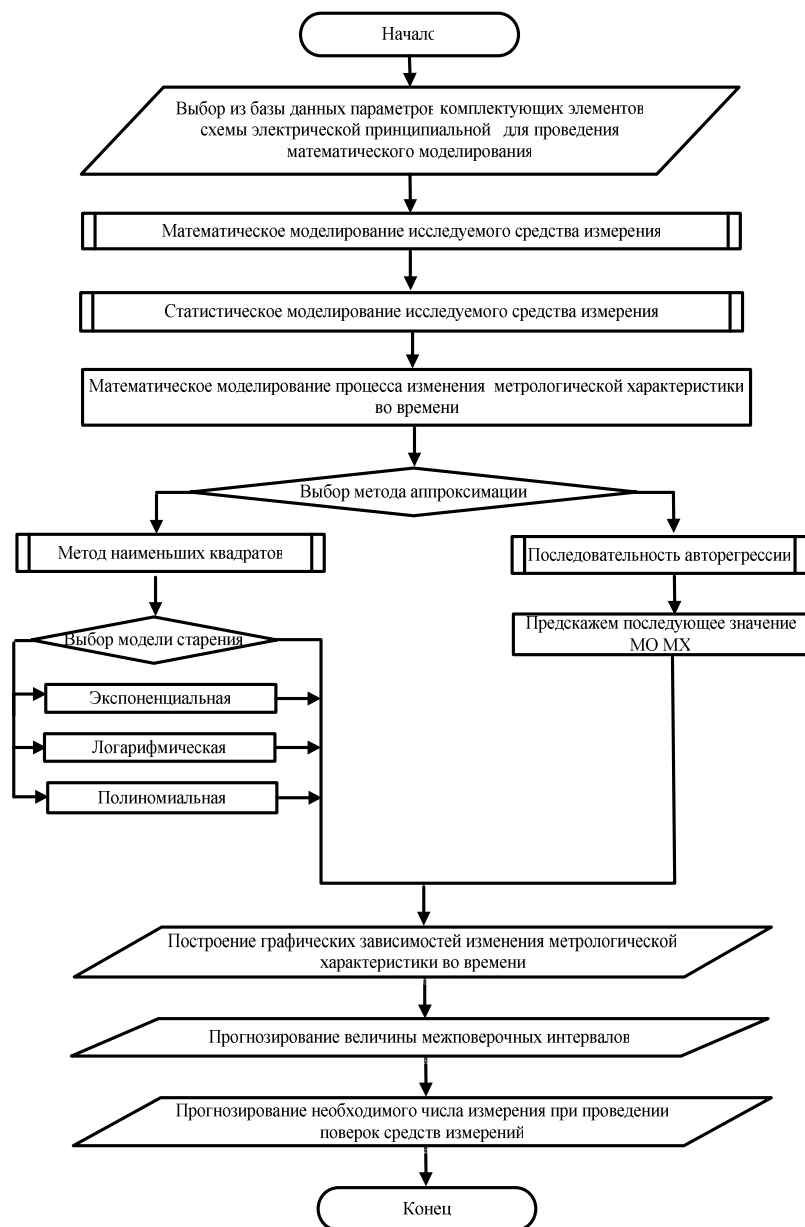 Начало
Выбор из базы данных параметров комплектующих элементов
схемы электрической принципиальной для проведения
математического моделирования
Математическое моделирование исследуемого средства измерения
Статистическое моделирование исследуемого средства измерения
Математическое моделирование процесса изменения метрологической характеристики
во времени
Выбор метода аппроксимации
Метод наименьших квадратов
Последовательность авторегрессии
Выбор модели старения
Предскажем последующее значение
МО МХ
Экспоненциальная
Логарифмическая
Полиномиальная
Построение графических зависимостей изменения метрологической
характеристики во времени
Прогнозирование величины межповерочных интервалов
Прогнозирование необходимого числа измерения при проведении
поверок средств измерений
Конец